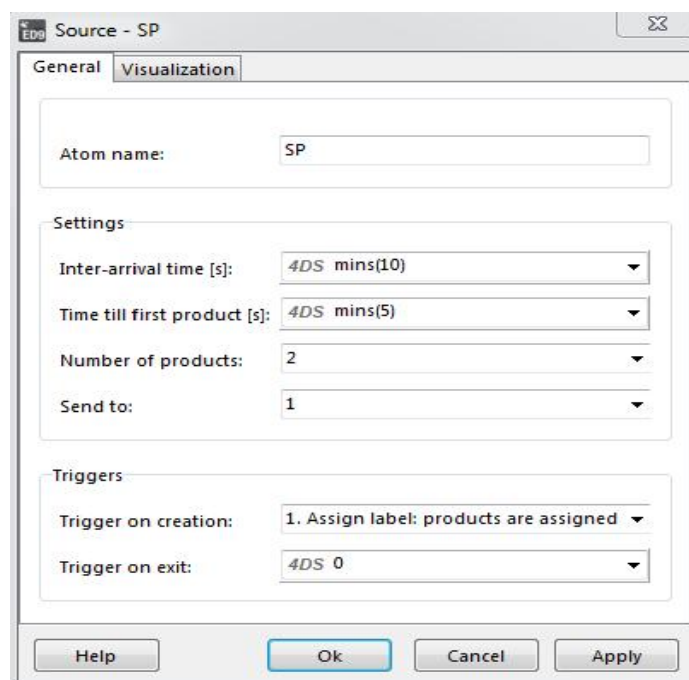 ED9 Source - SP
General Visualization
Atom name: SP
Settings
Inter-arrival time [s]: 4DS mins(10)
Time till first product [s]: 4DS mins(5)
Number of products: 2
Send to: 1
Triggers
Trigger on creation: 1. Assign label: products are assigned
Trigger on exit: 4DS 0
Help Ok Cancel Apply